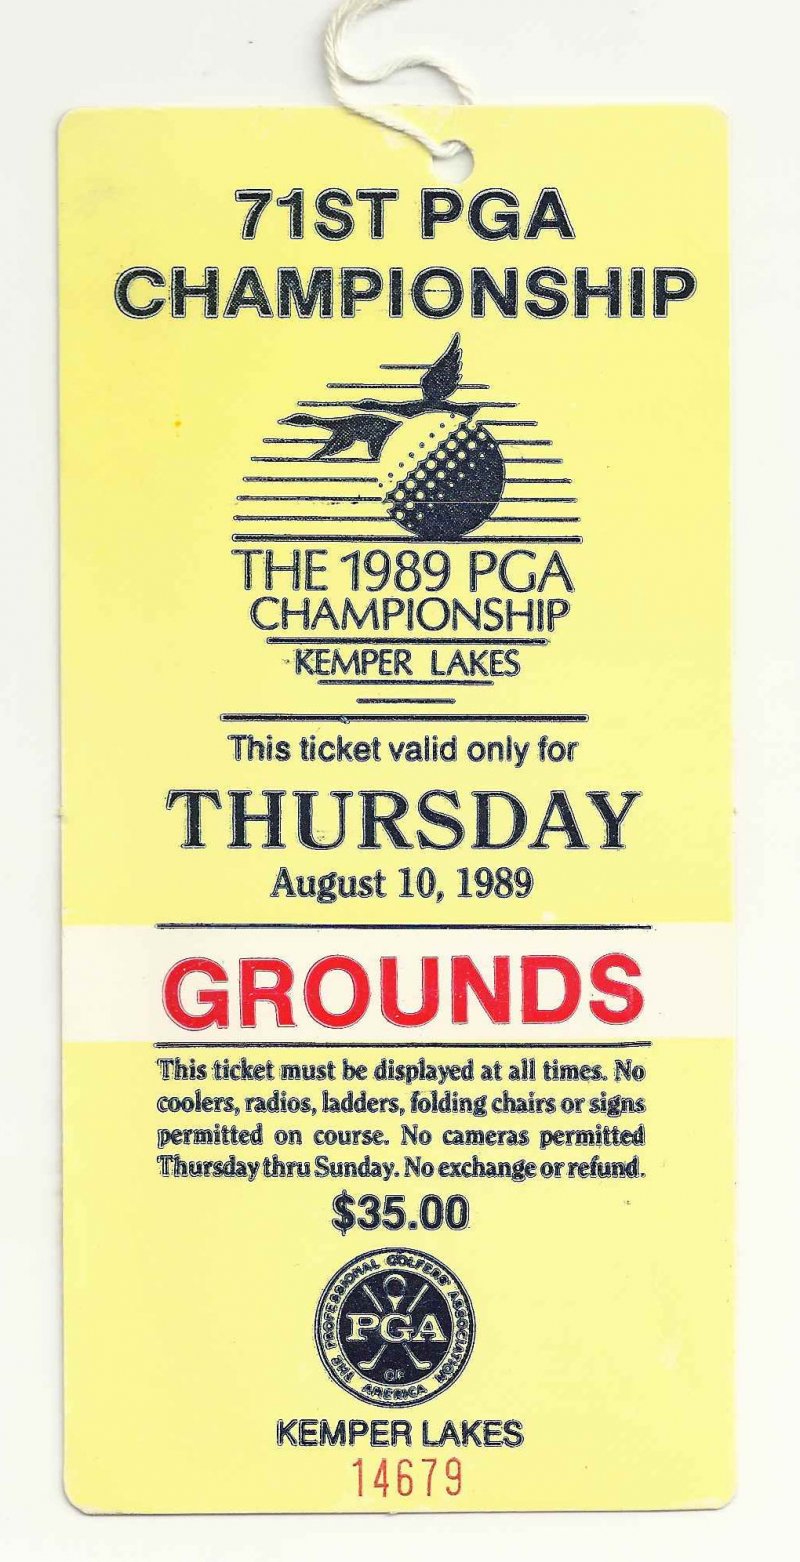 71ST PGA
CHAMPIONSHIP
THE 1989 PGA
CHAMPIONSHIP
KEMPER LAKES
This ticket valid only for
THURSDAY
August 10, 1989
GROUNDS
This ticket must be displayed at all times. No
coolers, radios, ladders, folding chairs or signs
permitted on course. No cameras permitted
Thursday thru Sunday. No exchange or refund.
$35.00
THE PROFESSIONAL GOLFERS' ASSOCIATION
PGA
OF
AMERICA
KEMPER LAKES
14679